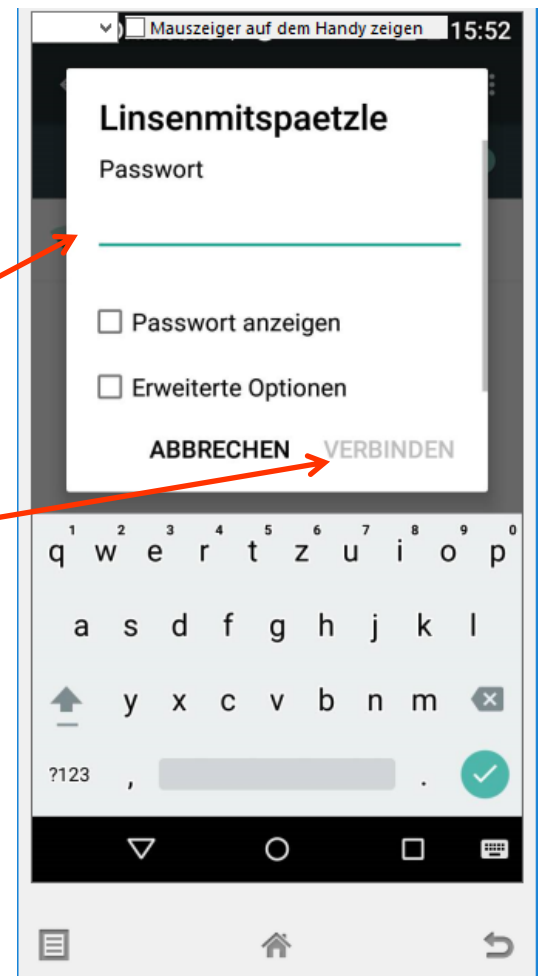 Mauszeiger auf dem Handy zeigen 15:52
Linsenmitspaetzle
Passwort
Passwort anzeigen
Erweiterte Optionen
ABBRECHEN VERBINDEN
1 2 3 4 5 6 7 8 9 0
q w e r t z u i o p
a s d f g h j k l
y x c v b n m
?123 , .